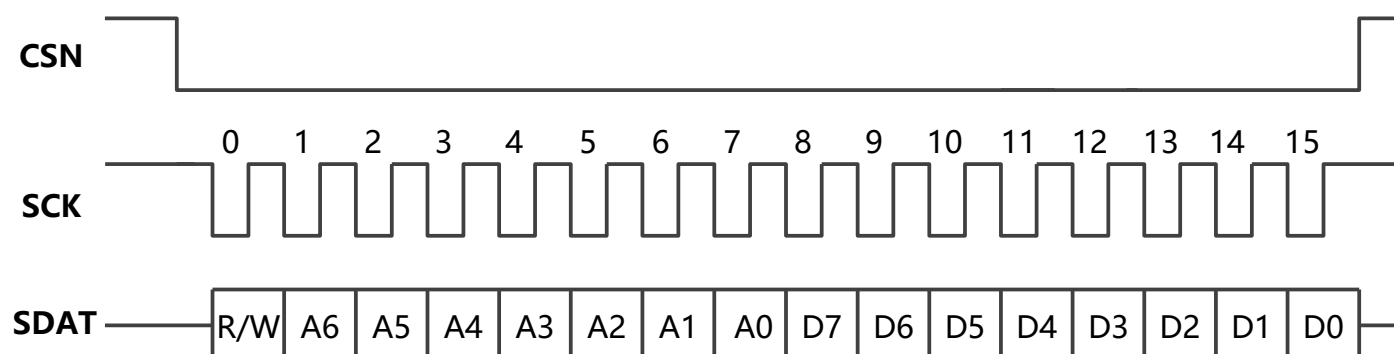 CSN
0 1 2 3 4 5 6 7 8 9 10 11 12 13 14 15
SCK
SDAT R/W A6 A5 A4 A3 A2 A1 A0 D7 D6 D5 D4 D3 D2 D1 D0